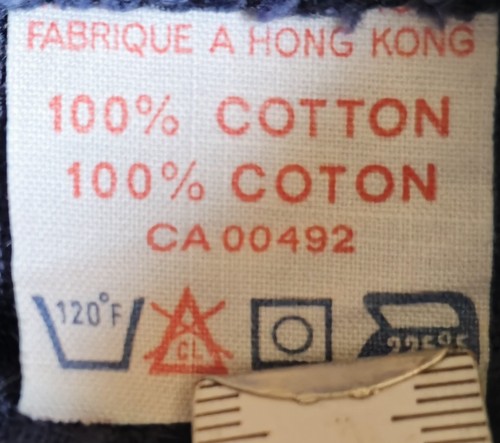 FABRIQUE A HONG KONG
100% COTTON
100% COTON
CA 00492
120°F
CL